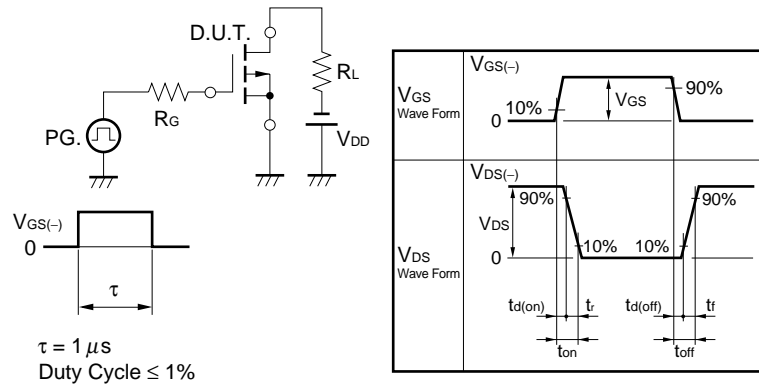 D.U.T.
RL
RG
PG.
VDD
VGS(−)
0
τ
τ = 1 μs
Duty Cycle ≤ 1%
VGS
Wave Form
VGS(−)
10%
VGS
90%
0
VDS
Wave Form
VDS(−)
90%
90%
VDS
10%
10%
0
td(on)
tr
td(off)
tf
ton
toff